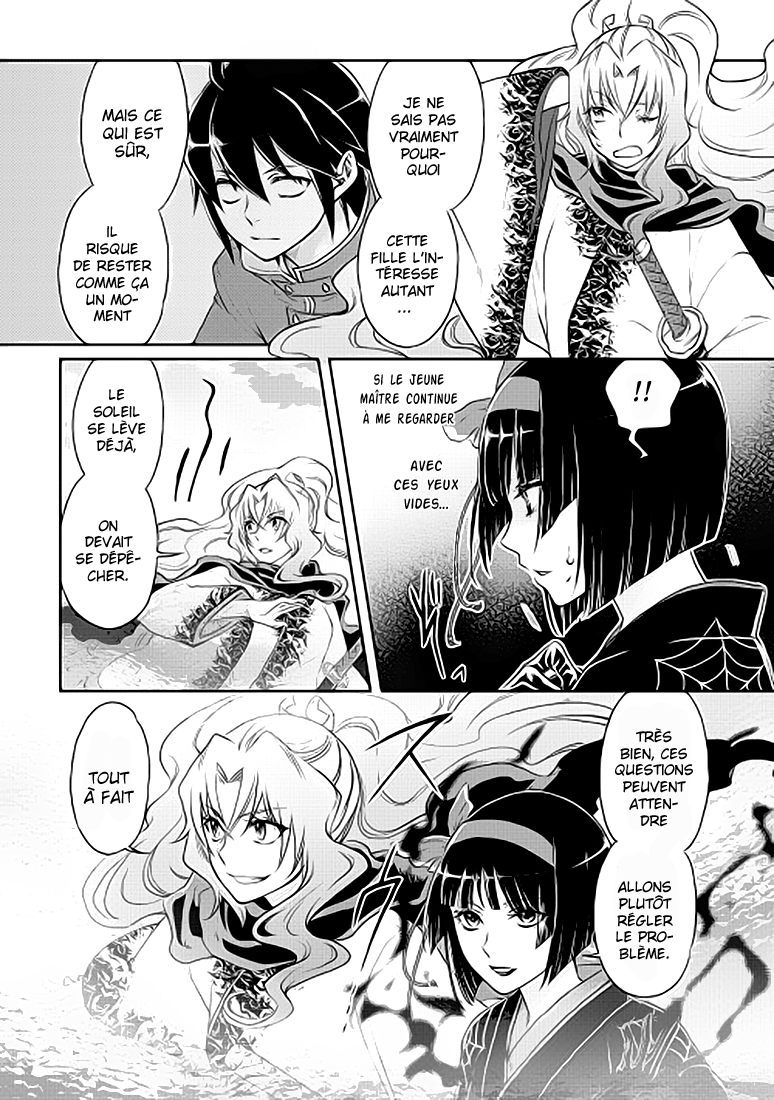 JE NE
SAIS PAS
VRAIMENT
POUR-
QUOI
CETTE
FILLE L'IN-
TÉRESSE
AUTANT
...
MAIS CE
QUI EST
SÛR,
IL
RISQUE
DE RESTER
COMME ÇA
UN MO-
MENT
!!
SI LE JEUNE
MAÎTRE CONTINUE
À ME REGARDER
AVEC
CES YEUX
VIDES...
LE
SOLEIL
SE LÈVE
DÉJÀ,
ON
DEVAIT
SE DÉPÊ-
CHER.
TRÈS
BIEN, CES
QUESTIONS
PEUVENT
ATTEN-
DRE
ALLONS
PLUTÔT
RÉGLER
LE PRO-
BLÈME.
TOUT
À FAIT